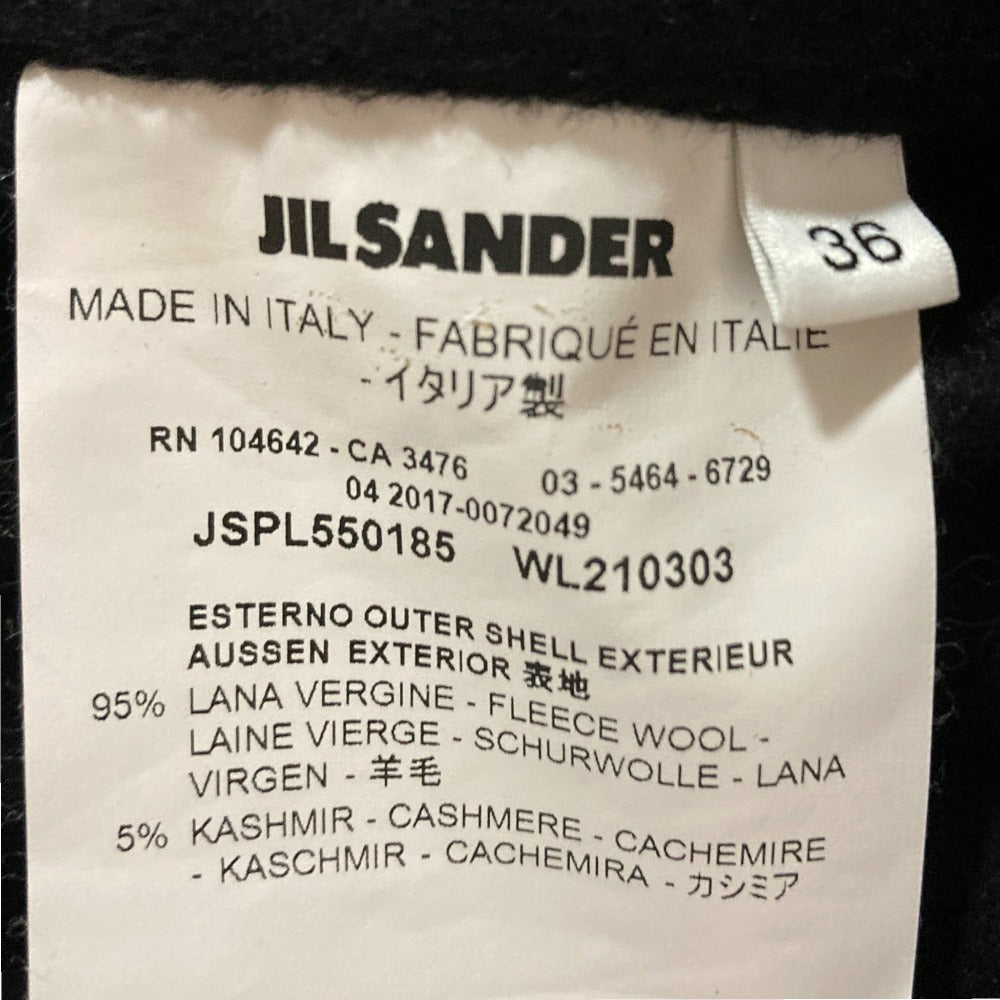 JIL SANDER
36
MADE IN ITALY - FABRIQUÉ EN ITALIE
- イタリア製
RN 104642 - CA 3476 03 - 5464 - 6729
04 2017-0072049
JSPL550185 WL210303
ESTERNO OUTER SHELL EXTERIEUR
AUSSEN EXTERIOR 表地
95% LANA VERGINE - FLEECE WOOL -
LAINE VIERGE - SCHURWOLLE - LANA
VIRGEN - 羊毛
5% KASHMIR - CASHMERE - CACHEMIRE
- KASCHMIR - CACHEMIRA - カシミア